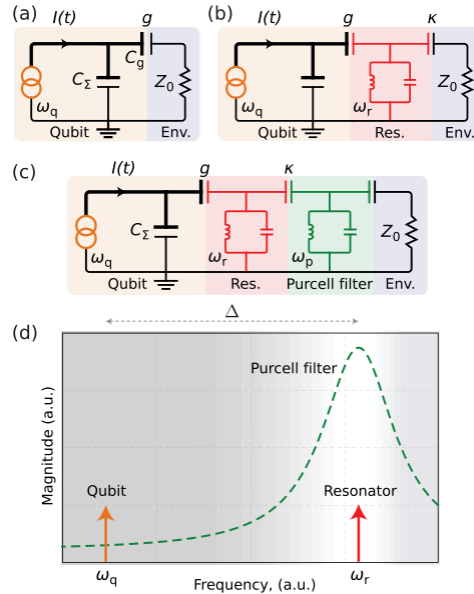 (a)
I(t)
g
C_g
C_Σ
Z_0
ω_q
Qubit
Env.
(b)
I(t)
g
κ
Z_0
ω_q
ω_r
Qubit
Res.
Env.
(c)
I(t)
g
κ
C_Σ
Z_0
ω_q
ω_r
ω_p
Qubit
Res.
Purcell filter
Env.
(d)
Δ
Purcell filter
Magnitude (a.u.)
Qubit
Resonator
ω_q
Frequency, (a.u.)
ω_r